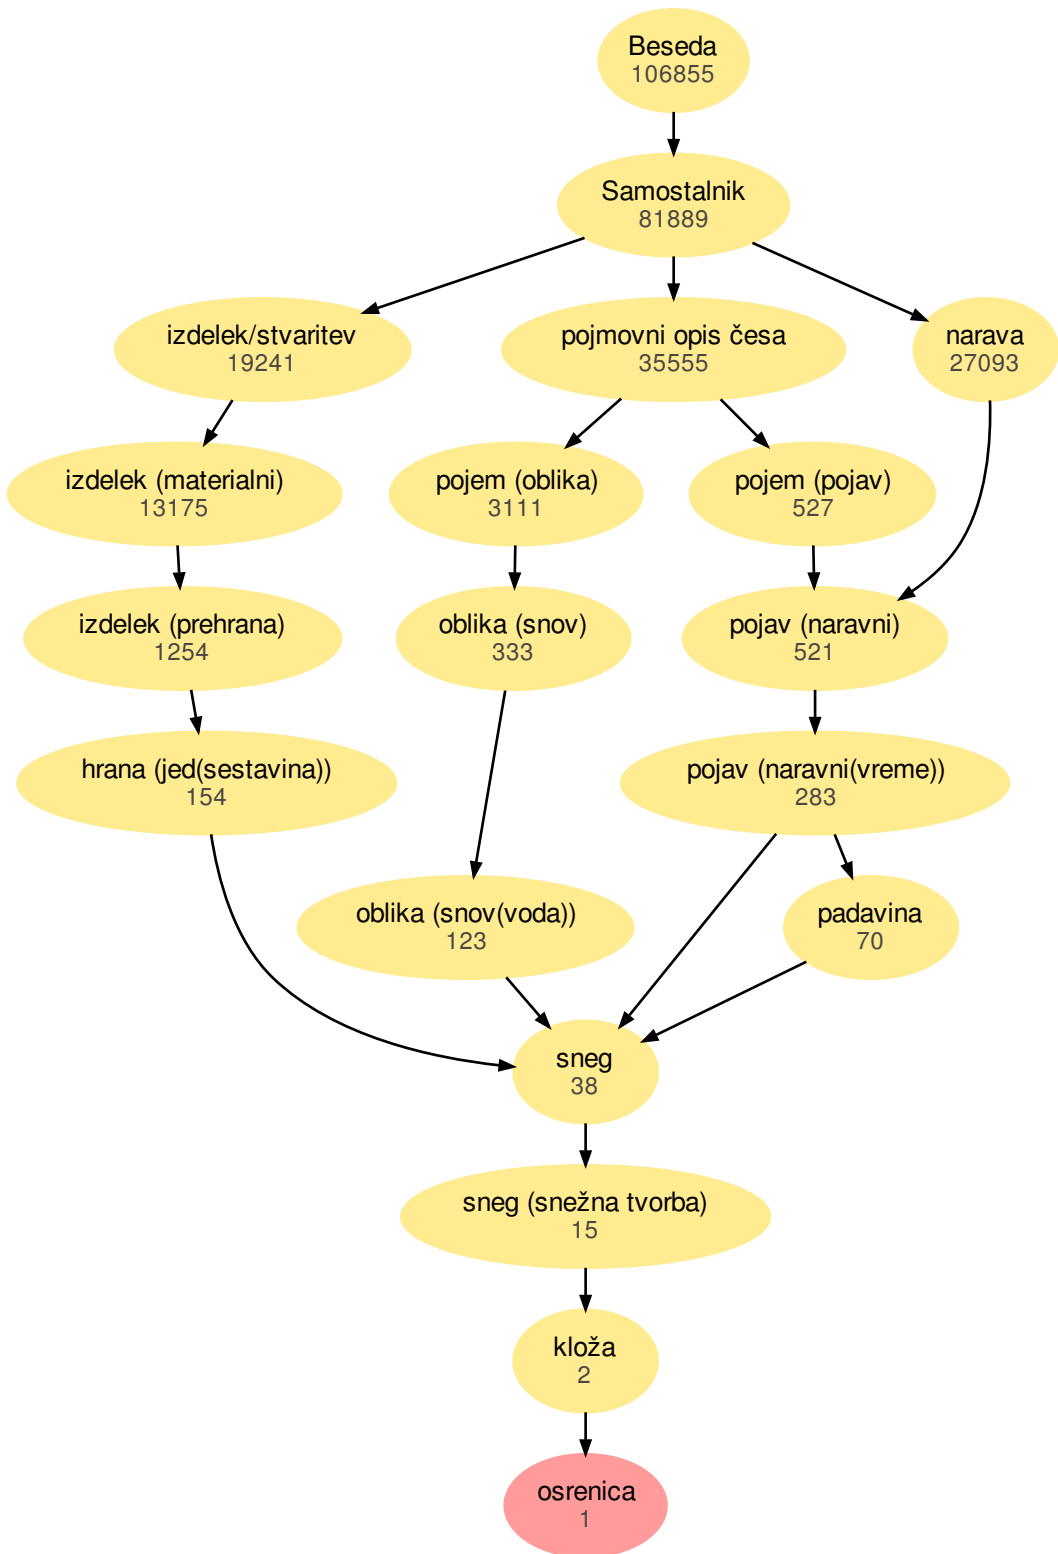 Beseda
106855
Samostalnik
81889
izdelek/stvaritev
19241
pojmovni opis česa
35555
narava
27093
izdelek (materialni)
13175
pojem (oblika)
3111
pojem (pojav)
527
izdelek (prehrana)
1254
oblika (snov)
333
pojav (naravni)
521
hrana (jed(sestavina))
154
pojav (naravni(vreme))
283
oblika (snov(voda))
123
padavina
70
sneg
38
sneg (snežna tvorba)
15
kloža
2
osrenica
1